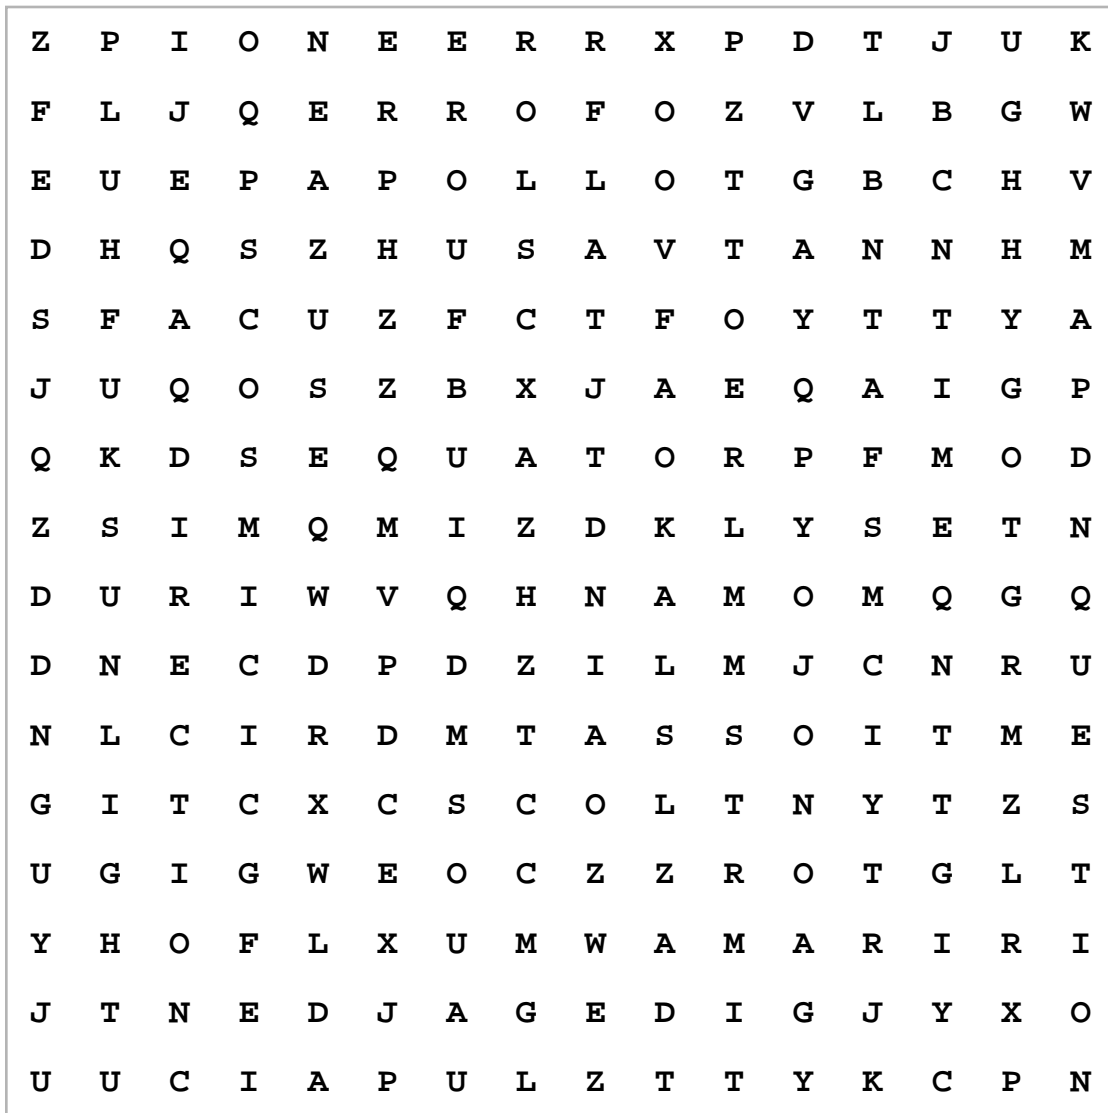 Z P I O N E E R R X P D T J U K
F L J Q E R R O F O Z V L B G W
E U E P A P O L L O T G B C H V
D H Q S Z H U S A V T A N N H M
S F A C U Z F C T F O Y T T Y A
J U Q O S Z B X J A E Q A I G P
Q K D S E Q U A T O R P F M O D
Z S I M Q M I Z D K L Y S E T N
D U R I W V Q H N A M O M Q G Q
D N E C D P D Z I L M J C N R U
N L C I R D M T A S S O I T M E
G I T C X C S C O L T N Y T Z S
U G I G W E O C Z Z R O T G L T
Y H O F L X U M W A M A R I R I
J T N E D J A G E D I G J Y X O
U U C I A P U L Z T T Y K C P N